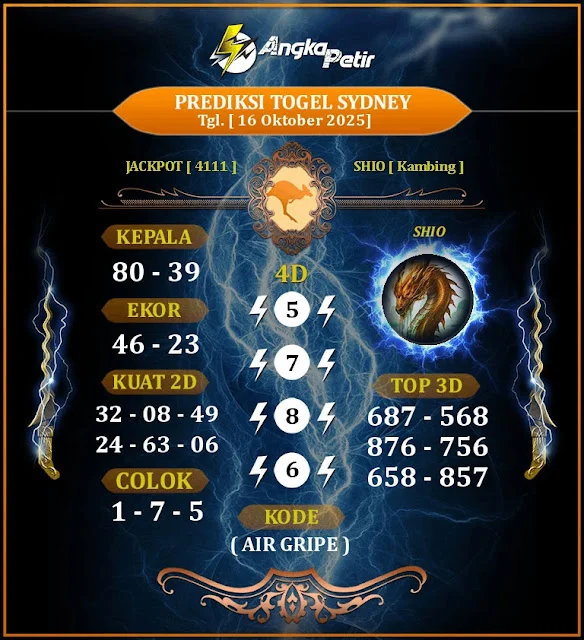 Angka
Petir
PREDIKSI TOGEL SYDNEY
Tgl. [ 16 Oktober 2025]
JACKPOT [ 4111 ]
SHIO [ Kambing ]
KEPALA
80 - 39
EKOR
46 - 23
KUAT 2D
32 - 08 - 49
24 - 63 - 06
COLOK
1 - 7 - 5
4D
5
7
8
6
KODE
( AIR GRIPE )
SHIO
TOP 3D
687 - 568
876 - 756
658 - 857